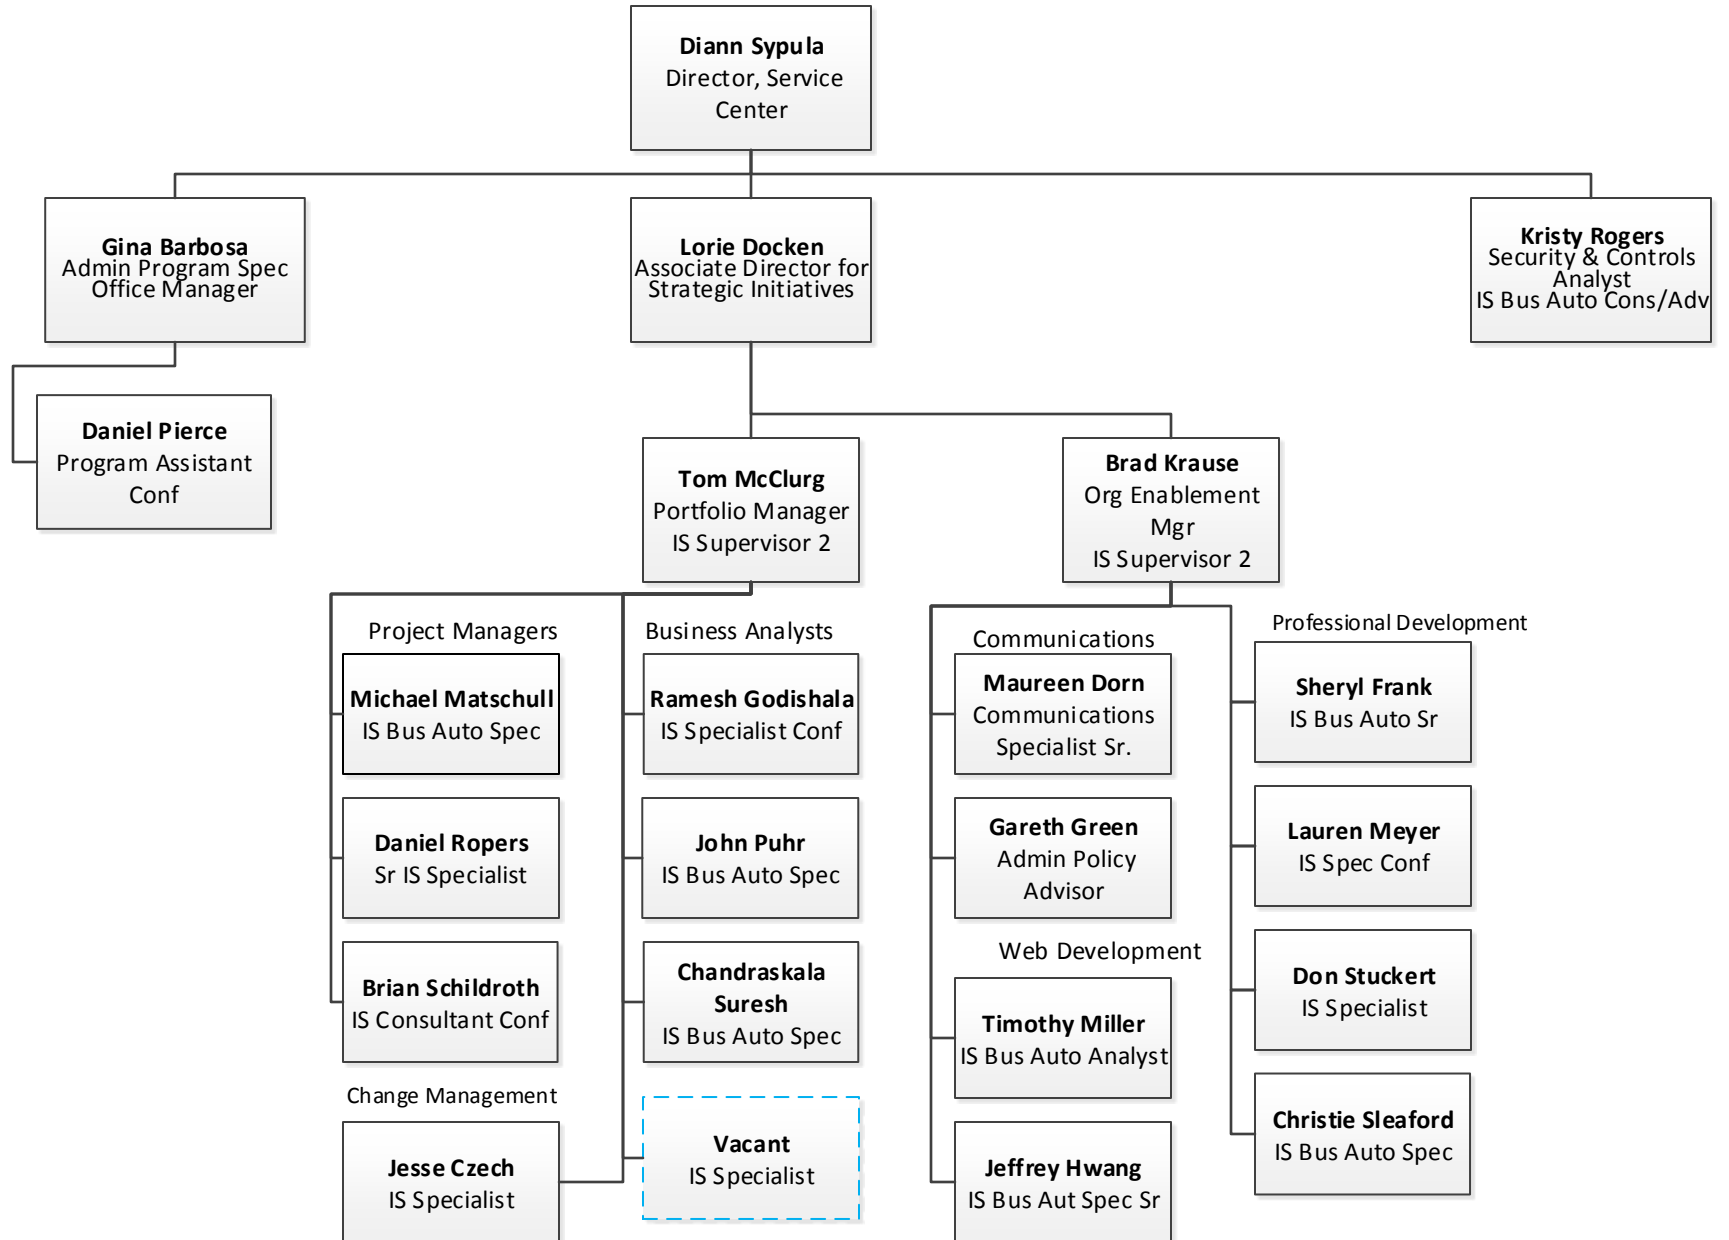 Diann Sypula
Director, Service
Center
Gina Barbosa
Admin Program Spec
Office Manager
Lorie Docken
Associate Director for
Strategic Initiatives
Kristy Rogers
Security & Controls
Analyst
IS Bus Auto Cons/Adv
Daniel Pierce
Program Assistant
Conf
Tom McClurg
Portfolio Manager
IS Supervisor 2
Brad Krause
Org Enablement
Mgr
IS Supervisor 2
Project Managers
Michael Matschull
IS Bus Auto Spec
Daniel Ropers
Sr IS Specialist
Brian Schildroth
IS Consultant Conf
Change Management
Jesse Czech
IS Specialist
Business Analysts
Ramesh Godishala
IS Specialist Conf
John Puhr
IS Bus Auto Spec
Chandraskala
Suresh
IS Bus Auto Spec
Vacant
IS Specialist
Communications
Maureen Dorn
Communications
Specialist Sr.
Gareth Green
Admin Policy
Advisor
Web Development
Timothy Miller
IS Bus Auto Analyst
Jeffrey Hwang
IS Bus Aut Spec Sr
Professional Development
Sheryl Frank
IS Bus Auto Sr
Lauren Meyer
IS Spec Conf
Don Stuckert
IS Specialist
Christie Sleaford
IS Bus Auto Spec